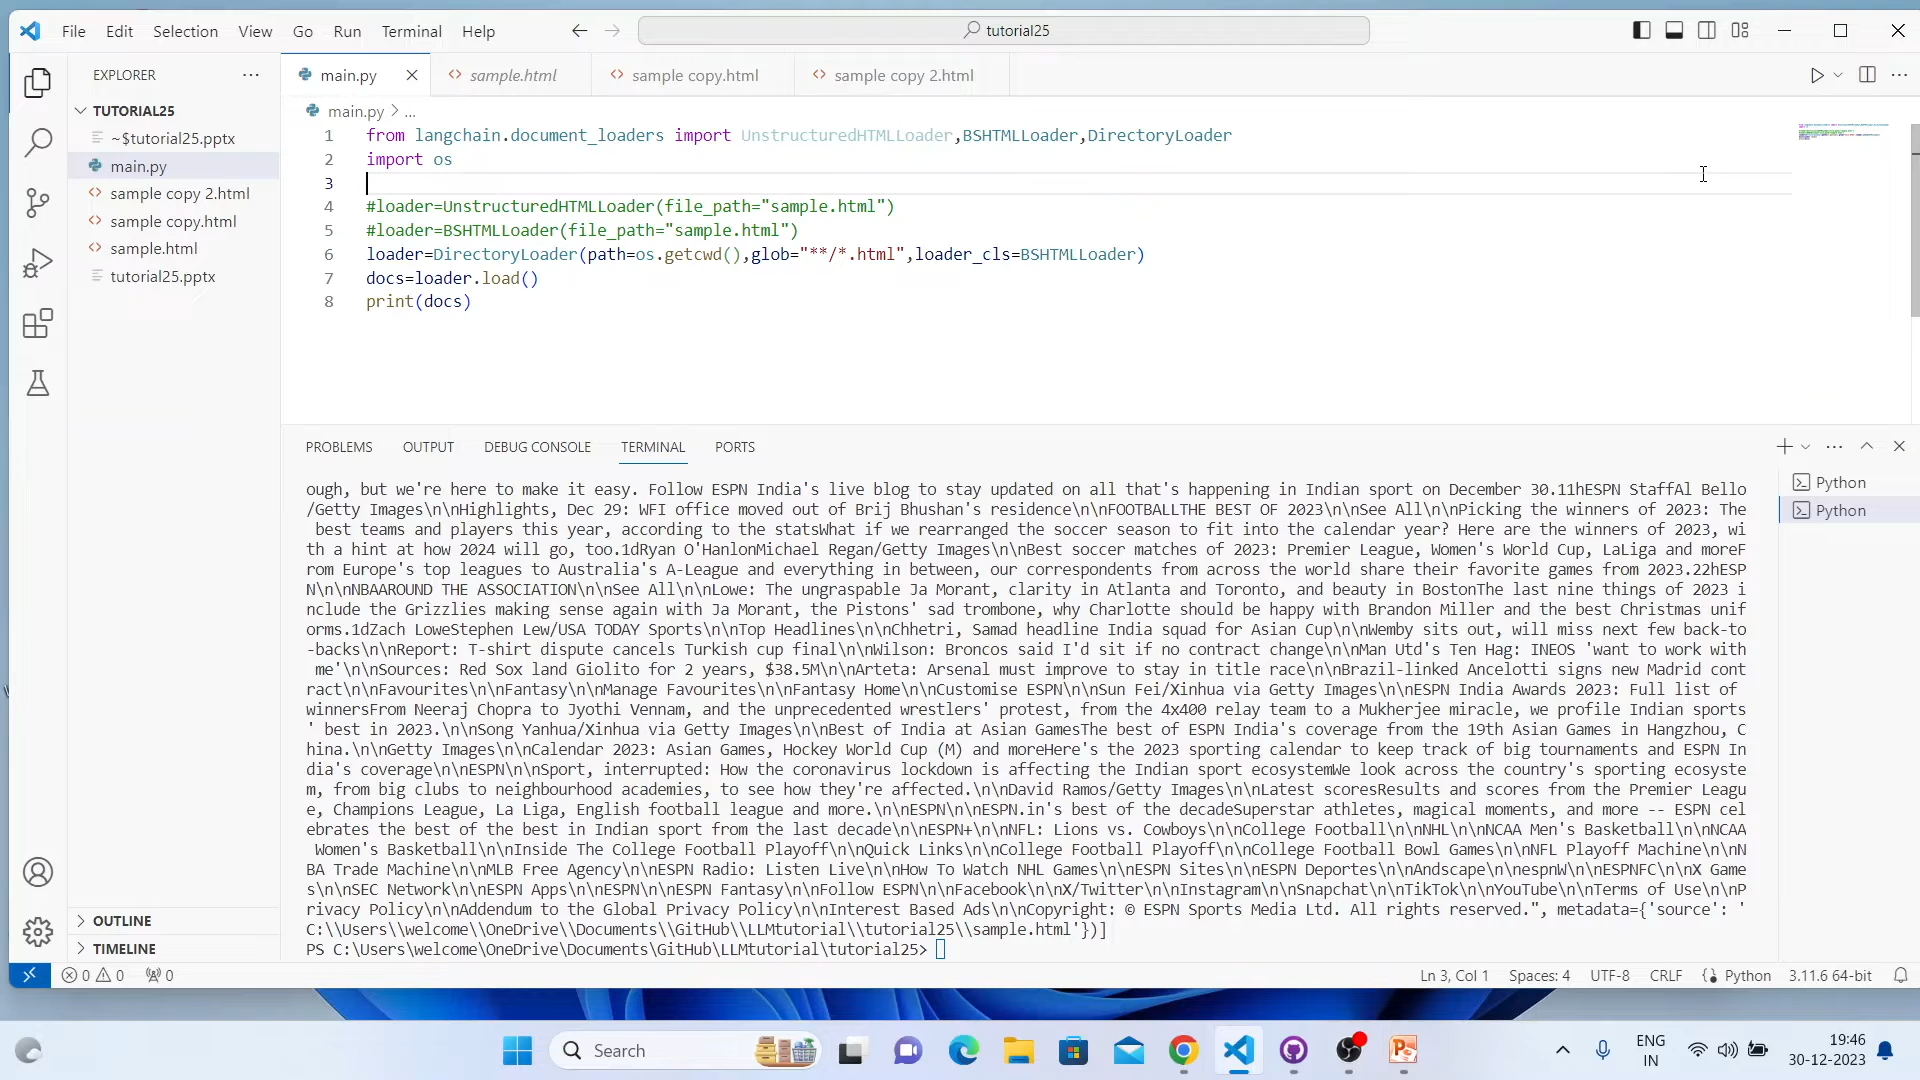 File Edit Selection View Go Run Terminal Help
tutorial25
EXPLORER
TUTORIAL25
~$tutorial25.pptx
main.py
sample copy 2.html
sample copy.html
sample.html
tutorial25.pptx
OUTLINE
TIMELINE
main.py sample.html sample copy.html sample copy 2.html
main.py > ...
1 from langchain.document_loaders import UnstructuredHTMLLoader,BSHTMLLoader,DirectoryLoader
2 import os
3
4 #loader=UnstructuredHTMLLoader(file_path="sample.html")
5 #loader=BSHTMLLoader(file_path="sample.html")
6 loader=DirectoryLoader(path=os.getcwd(),glob="**/*.html",loader_cls=BSHTMLLoader)
7 docs=loader.load()
8 print(docs)
PROBLEMS OUTPUT DEBUG CONSOLE TERMINAL PORTS
ough, but we're here to make it easy. Follow ESPN India's live blog to stay updated on all that's happening in Indian sport on December 30.11hESPN StaffAl Bello
/Getty Images\n\nHighlights, Dec 29: WFI office moved out of Brij Bhushan's residence\n\nFOOTBALLTHE BEST OF 2023\n\nSee All\n\nPicking the winners of 2023: The
best teams and players this year, according to the statsWhat if we rearranged the soccer season to fit into the calendar year? Here are the winners of 2023, wi
th a hint at how 2024 will go, too.1dRyan O'HanlonMichael Regan/Getty Images\n\nBest soccer matches of 2023: Premier League, Women's World Cup, LaLiga and moreF
rom Europe's top leagues to Australia's A-League and everything in between, our correspondents from across the world share their favorite games from 2023.22hESP
N\n\nNBAAROUND THE ASSOCIATION\n\nSee All\n\nLowe: The ungraspable Ja Morant, clarity in Atlanta and Toronto, and beauty in BostonThe last nine things of 2023 i
nclude the Grizzlies making sense again with Ja Morant, the Pistons' sad trombone, why Charlotte should be happy with Brandon Miller and the best Christmas unif
orms.1dZach LoweStephen Lew/USA TODAY Sports\n\nTop Headlines\n\nChhetri, Samad headline India squad for Asian Cup\n\nWemby sits out, will miss next few back-to
-backs\n\nReport: T-shirt dispute cancels Turkish cup final\n\nWilson: Broncos said I'd sit if no contract change\n\nMan Utd's Ten Hag: INEOS 'want to work with
me'\n\nSources: Red Sox land Giolito for 2 years, $38.5M\n\nArteta: Arsenal must improve to stay in title race\n\nBrazil-linked Ancelotti signs new Madrid cont
ract\n\nFavourites\n\nFantasy\n\nManage Favourites\n\nFantasy Home\n\nCustomise ESPN\n\nSun Fei/Xinhua via Getty Images\n\nESPN India Awards 2023: Full list of
winnersFrom Neeraj Chopra to Jyothi Vennam, and the unprecedented wrestlers' protest, from the 4x400 relay team to a Mukherjee miracle, we profile Indian sports
' best in 2023.\n\nSong Yanhua/Xinhua via Getty Images\n\nBest of India at Asian GamesThe best of ESPN India's coverage from the 19th Asian Games in Hangzhou, C
hina.\n\nGetty Images\n\nCalendar 2023: Asian Games, Hockey World Cup (M) and moreHere's the 2023 sporting calendar to keep track of big tournaments and ESPN In
dia's coverage\n\nESPN\n\nSport, interrupted: How the coronavirus lockdown is affecting the Indian sport ecosystemWe look across the country's sporting ecosyste
m, from big clubs to neighbourhood academies, to see how they're affected.\n\nDavid Ramos/Getty Images\n\nLatest scoresResults and scores from the Premier Leagu
e, Champions League, La Liga, English football league and more.\n\nESPN\n\nESPN.in's best of the decadeSuperstar athletes, magical moments, and more -- ESPN cel
ebrates the best of the best in Indian sport from the last decade\n\nESPN+\n\nNFL: Lions vs. Cowboys\n\nCollege Football\n\nNHL\n\nNCAA Men's Basketball\n\nNCAA
Women's Basketball\n\nInside The College Football Playoff\n\nQuick Links\n\nCollege Football Playoff\n\nCollege Football Bowl Games\n\nNFL Playoff Machine\n\nN
BA Trade Machine\n\nMLB Free Agency\n\nESPN Radio: Listen Live\n\nHow To Watch NHL Games\n\nESPN Sites\n\nESPN Deportes\n\nAndscape\n\nespnW\n\nESPNFC\n\nX Game
s\n\nSEC Network\n\nESPN Apps\n\nESPN\n\nESPN Fantasy\n\nFollow ESPN\n\nFacebook\n\nX/Twitter\n\nInstagram\n\nSnapchat\n\nTikTok\n\nYouTube\n\nTerms of Use\n\nP
rivacy Policy\n\nAddendum to the Global Privacy Policy\n\nInterest Based Ads\n\nCopyright: © ESPN Sports Media Ltd. All rights reserved.", metadata={'source': '
C:\\Users\\welcome\\OneDrive\\Documents\\GitHub\\LLMtutorial\\tutorial25\\sample.html'})]
PS C:\Users\welcome\OneDrive\Documents\GitHub\LLMtutorial\tutorial25>
Python
Python
0 0 0
Ln 3, Col 1 Spaces: 4 UTF-8 CRLF Python 3.11.6 64-bit
Search
ENG
IN
19:46
30-12-2023